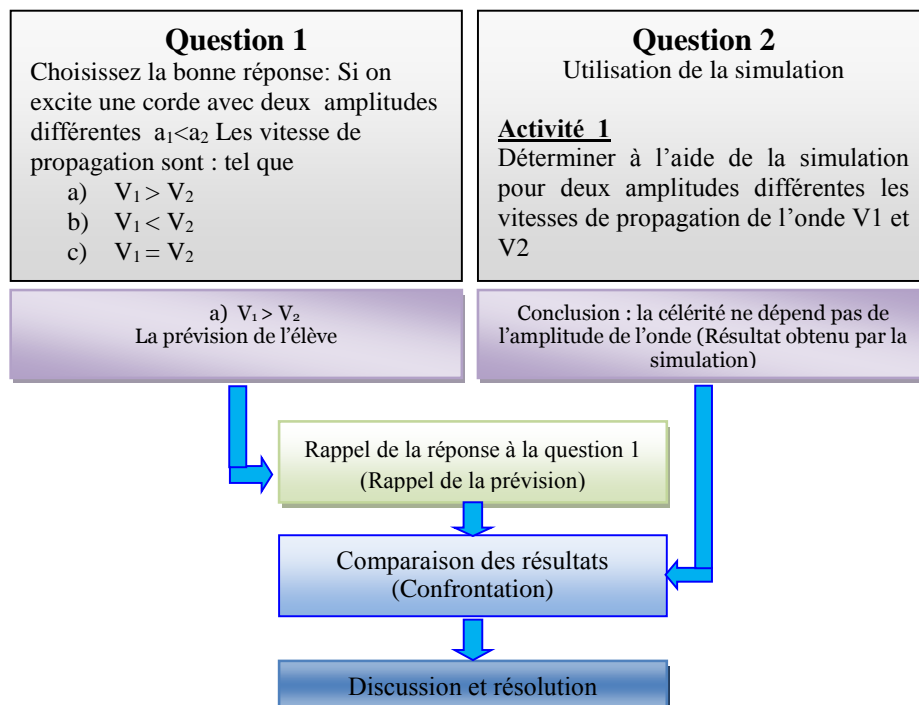 Question 1
Choisissez la bonne réponse: Si on
excite une corde avec deux amplitudes
différentes a₁<a₂ Les vitesse de
propagation sont : tel que
a) V₁ > V₂
b) V₁ < V₂
c) V₁ = V₂
Question 2
Utilisation de la simulation
Activité 1
Déterminer à l'aide de la simulation
pour deux amplitudes différentes les
vitesses de propagation de l'onde V1 et
V2
a) V₁ > V₂
La prévision de l'élève
Conclusion : la célérité ne dépend pas de
l'amplitude de l'onde (Résultat obtenu par la
simulation)
Rappel de la réponse à la question 1
(Rappel de la prévision)
Comparaison des résultats
(Confrontation)
Discussion et résolution